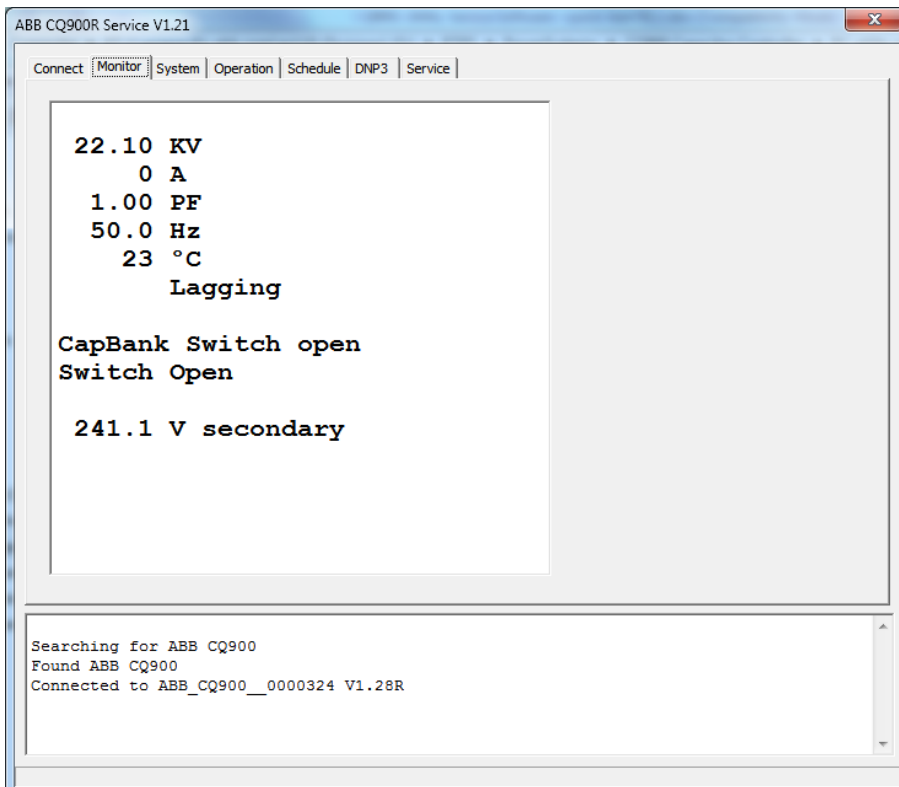 ABB CQ900R Service V1.21
Connect Monitor System Operation Schedule DNP3 Service
22.10 KV
0 A
1.00 PF
50.0 Hz
23 °C
Lagging
CapBank Switch open
Switch Open
241.1 V secondary
Searching for ABB CQ900
Found ABB CQ900
Connected to ABB_CQ900__0000324 V1.28R